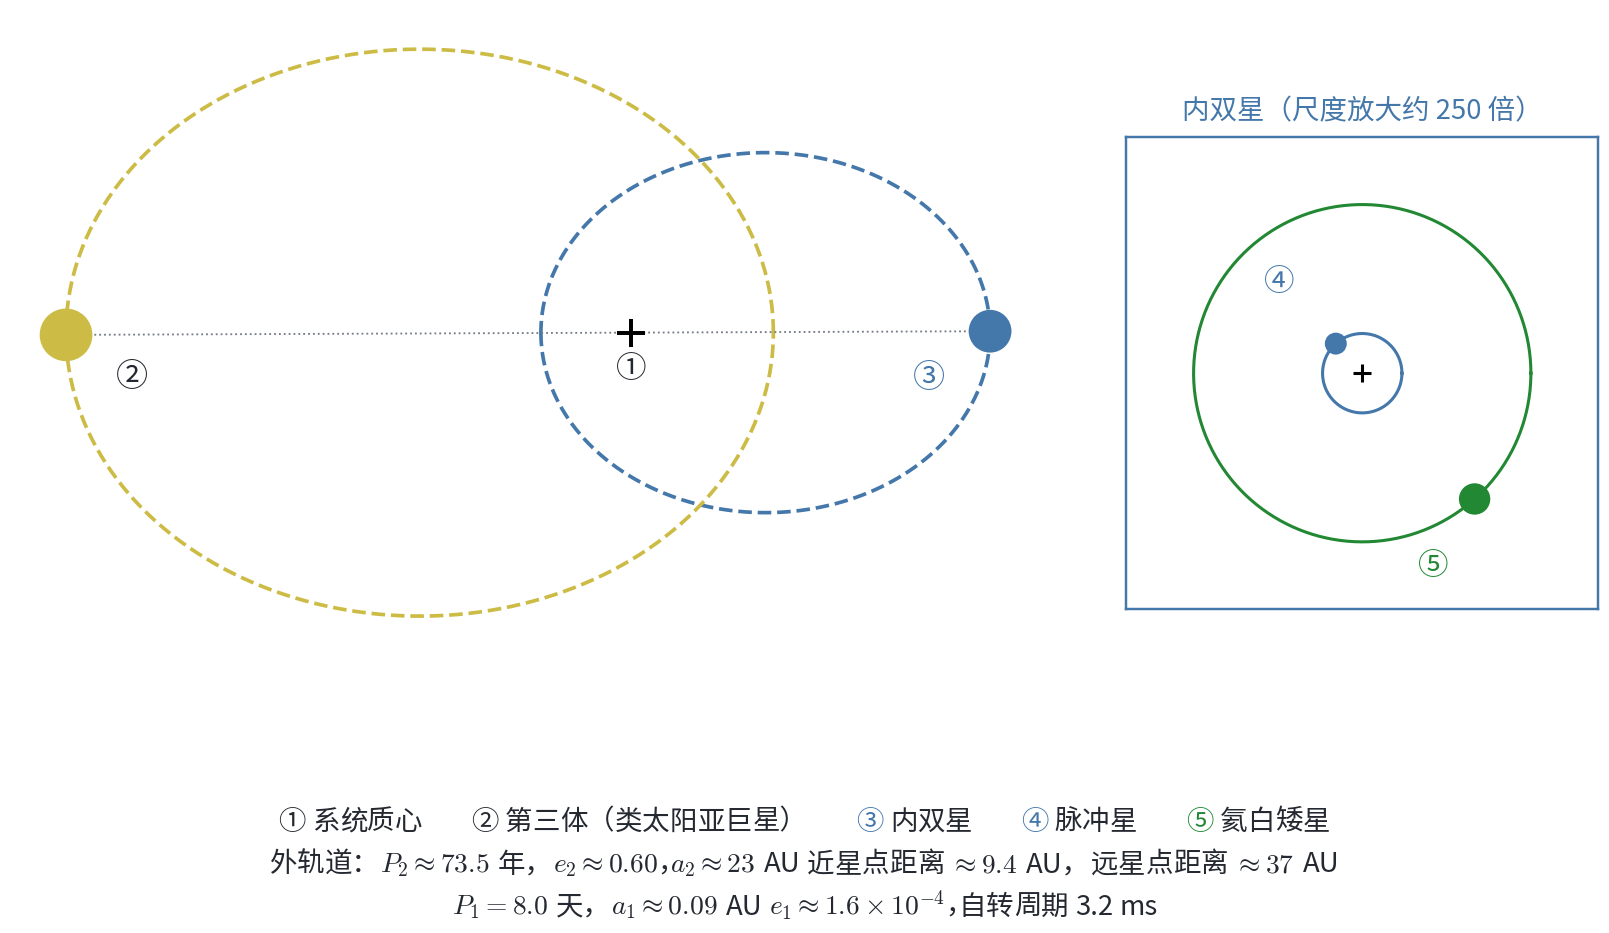 内双星（尺度放大约 250 倍）
④
①
②
③
⑤
① 系统质心 ② 第三体（类太阳亚巨星） ③ 内双星 ④ 脉冲星 ⑤ 氦白矮星
外轨道：P₂ ≈ 73.5 年，e₂ ≈ 0.60，a₂ ≈ 23 AU 近星点距离 ≈ 9.4 AU，远星点距离 ≈ 37 AU
P₁ = 8.0 天，a₁ ≈ 0.09 AU e₁ ≈ 1.6 × 10⁻⁴，自转周期 3.2 ms